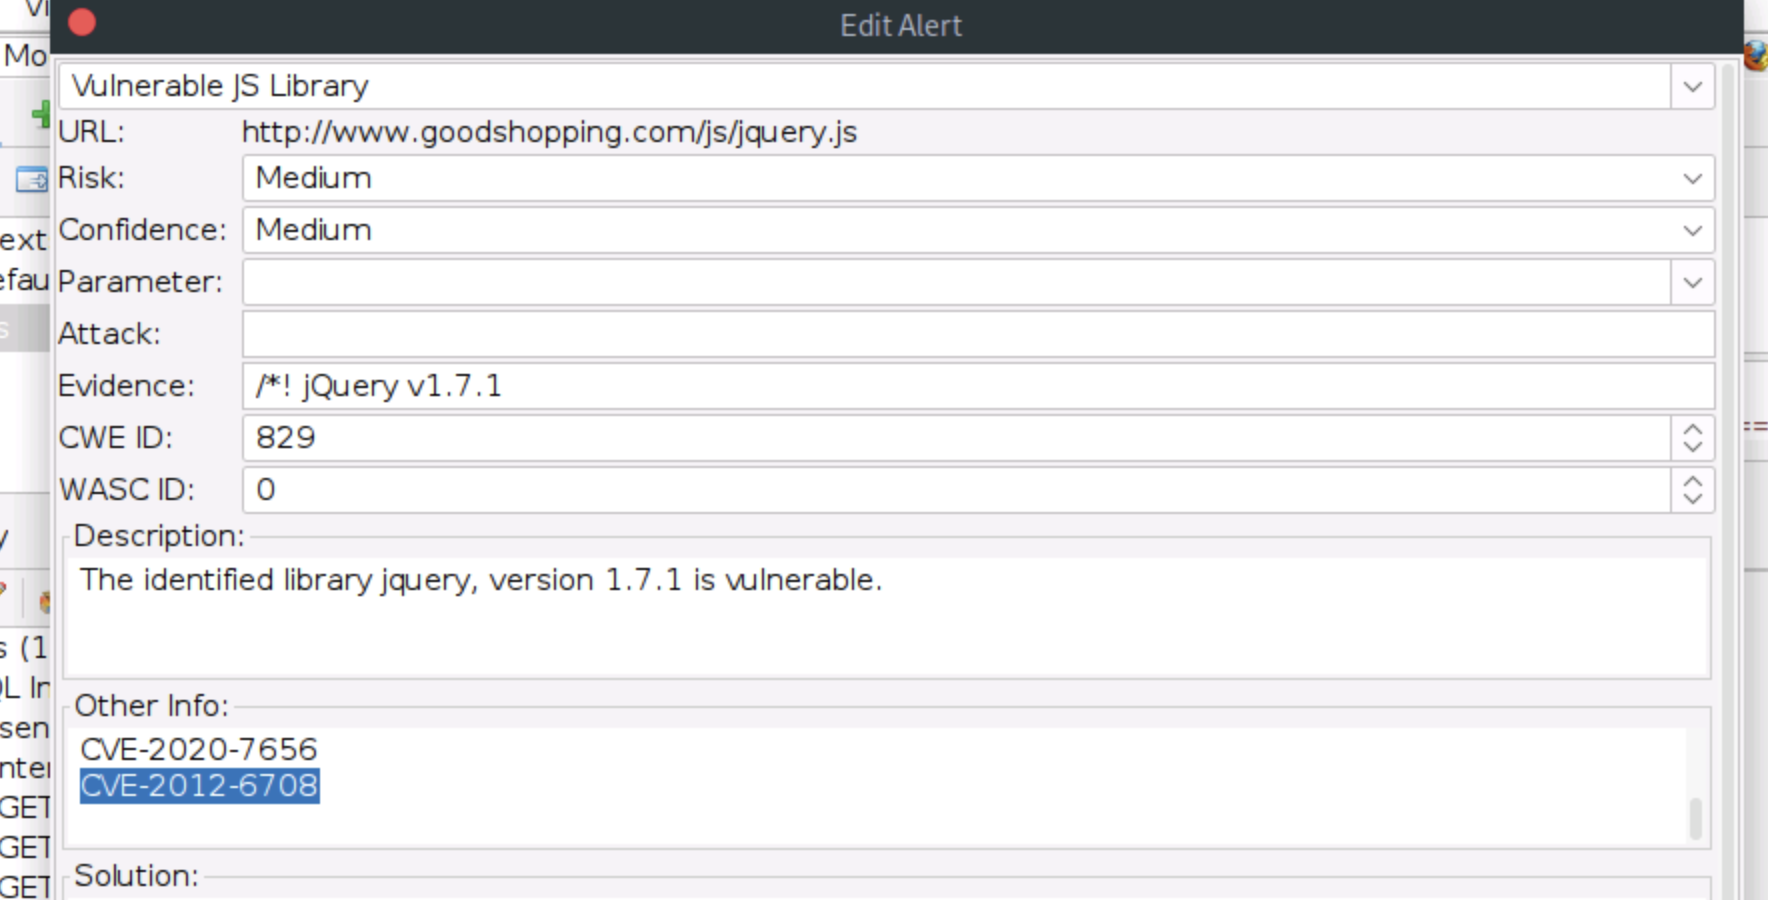 Vi
Edit Alert
Mo
Vulnerable JS Library
URL: http://www.goodshopping.com/js/jquery.js
Risk: Medium
ext
Confidence: Medium
efau
Parameter:
s
Attack:
Evidence: /*! jQuery v1.7.1
==
CWE ID: 829
WASC ID: 0
y
Description:
The identified library jquery, version 1.7.1 is vulnerable.
s (1
QL In
Other Info:
sen
CVE-2020-7656
nter
CVE-2012-6708
GET
GET
Solution:
GET